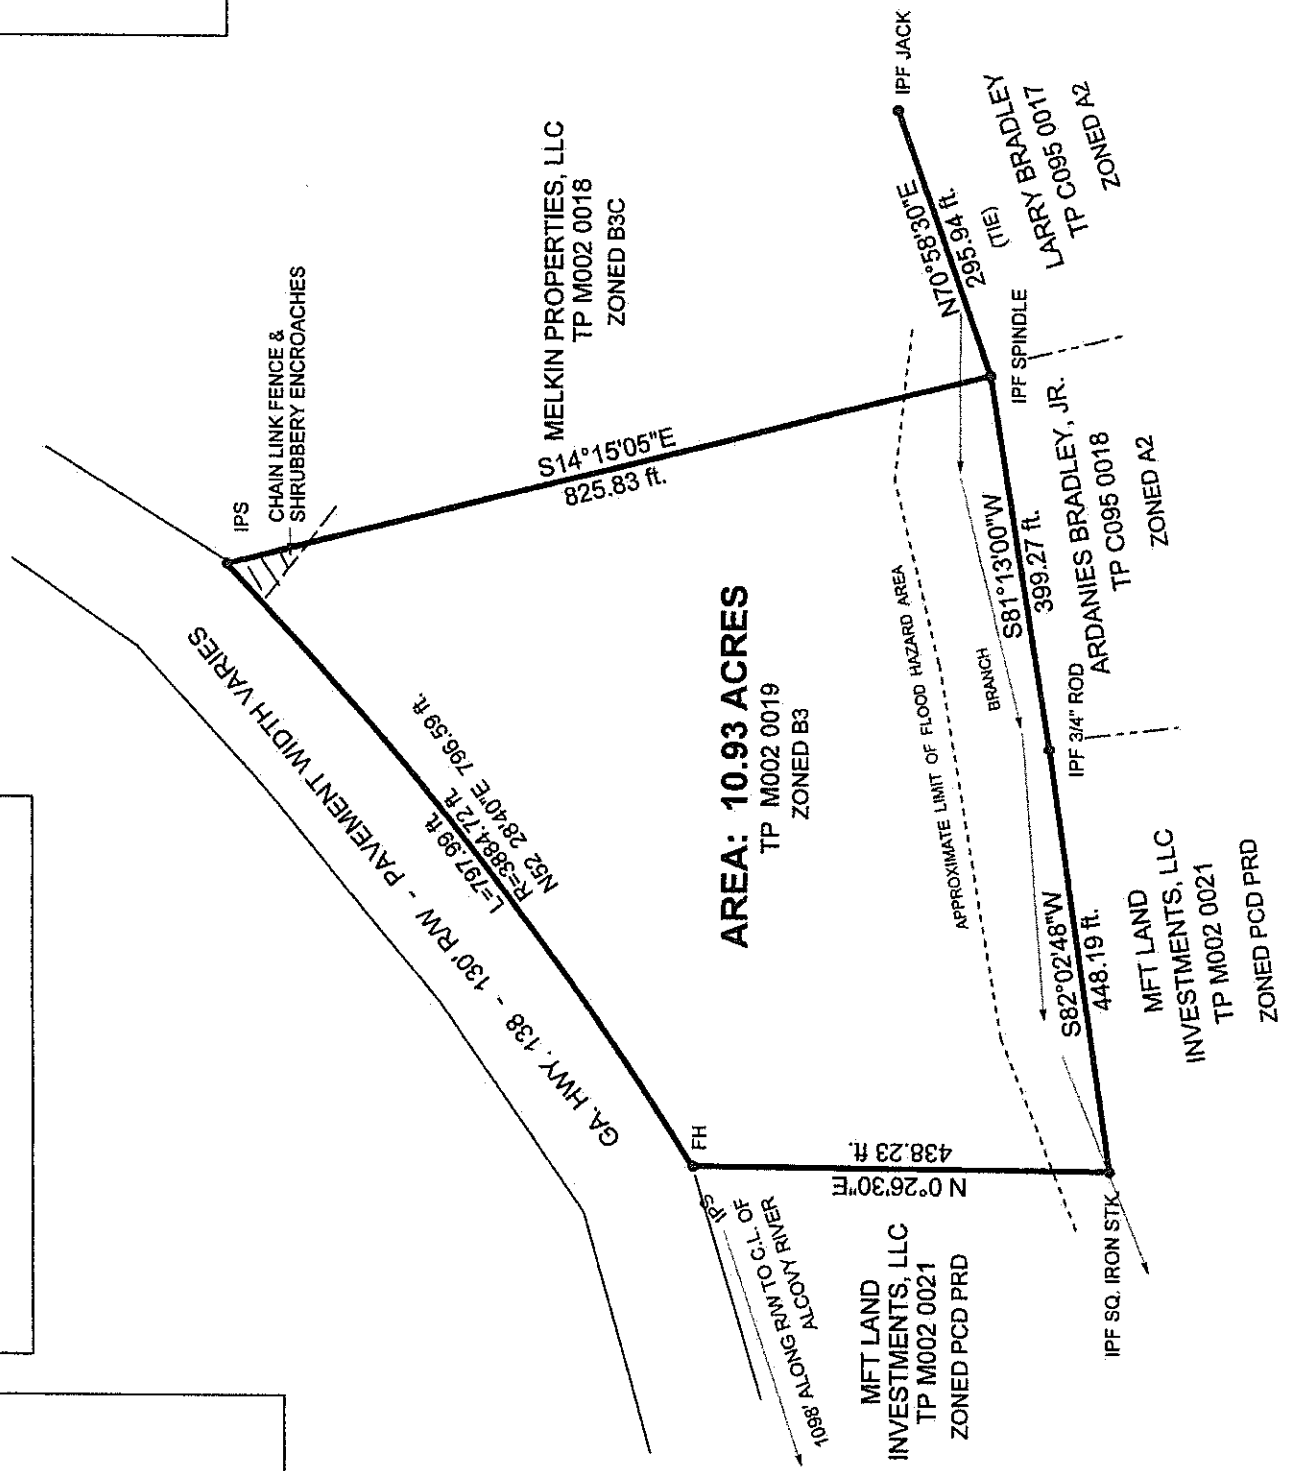 IPF JACK
N70°58'30"E
295.94 ft.
(TIE)
LARRY BRADLEY
TP C095 0017
ZONED A2
MELKIN PROPERTIES, LLC
TP M002 0018
ZONED B3C
CHAIN LINK FENCE &
SHRUBBERY ENCROACHES
IPS
S14°15'05"E
825.83 ft.
IPF SPINDLE
S81°13'00"W
399.27 ft.
ARDANIES BRADLEY, JR.
TP C095 0018
ZONED A2
GA. HWY. 138 - 130' R/W - PAVEMENT WIDTH VARIES
L=797.99 ft.
R=3884.72 ft.
N52 28'40"E 796.59 ft.
AREA: 10.93 ACRES
TP M002 0019
ZONED B3
APPROXIMATE LIMIT OF FLOOD HAZARD AREA
BRANCH
IPF 3/4" ROD
S82°02'48"W
448.19 ft.
MFT LAND
INVESTMENTS, LLC
TP M002 0021
ZONED PCD PRD
FH
438.23 ft.
N 0°26'30"E
IPS
1098' ALONG R/W TO C.L. OF
ALCOVY RIVER
MFT LAND
INVESTMENTS, LLC
TP M002 0021
ZONED PCD PRD
IPF SQ. IRON STK.